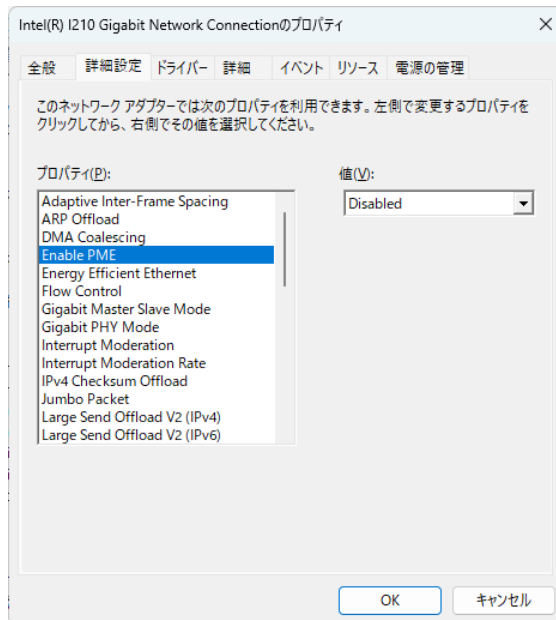 Intel(R) I210 Gigabit Network Connectionのプロパティ
全般 詳細設定 ドライバー 詳細 イベント リソース 電源の管理
このネットワーク アダプターでは次のプロパティを利用できます。左側で変更するプロパティを
クリックしてから、右側でその値を選択してください。
プロパティ(P):
値(V):
Adaptive Inter-Frame Spacing
ARP Offload
DMA Coalescing
Enable PME
Energy Efficient Ethernet
Flow Control
Gigabit Master Slave Mode
Gigabit PHY Mode
Interrupt Moderation
Interrupt Moderation Rate
IPv4 Checksum Offload
Jumbo Packet
Large Send Offload V2 (IPv4)
Large Send Offload V2 (IPv6)
Disabled
OK
キャンセル